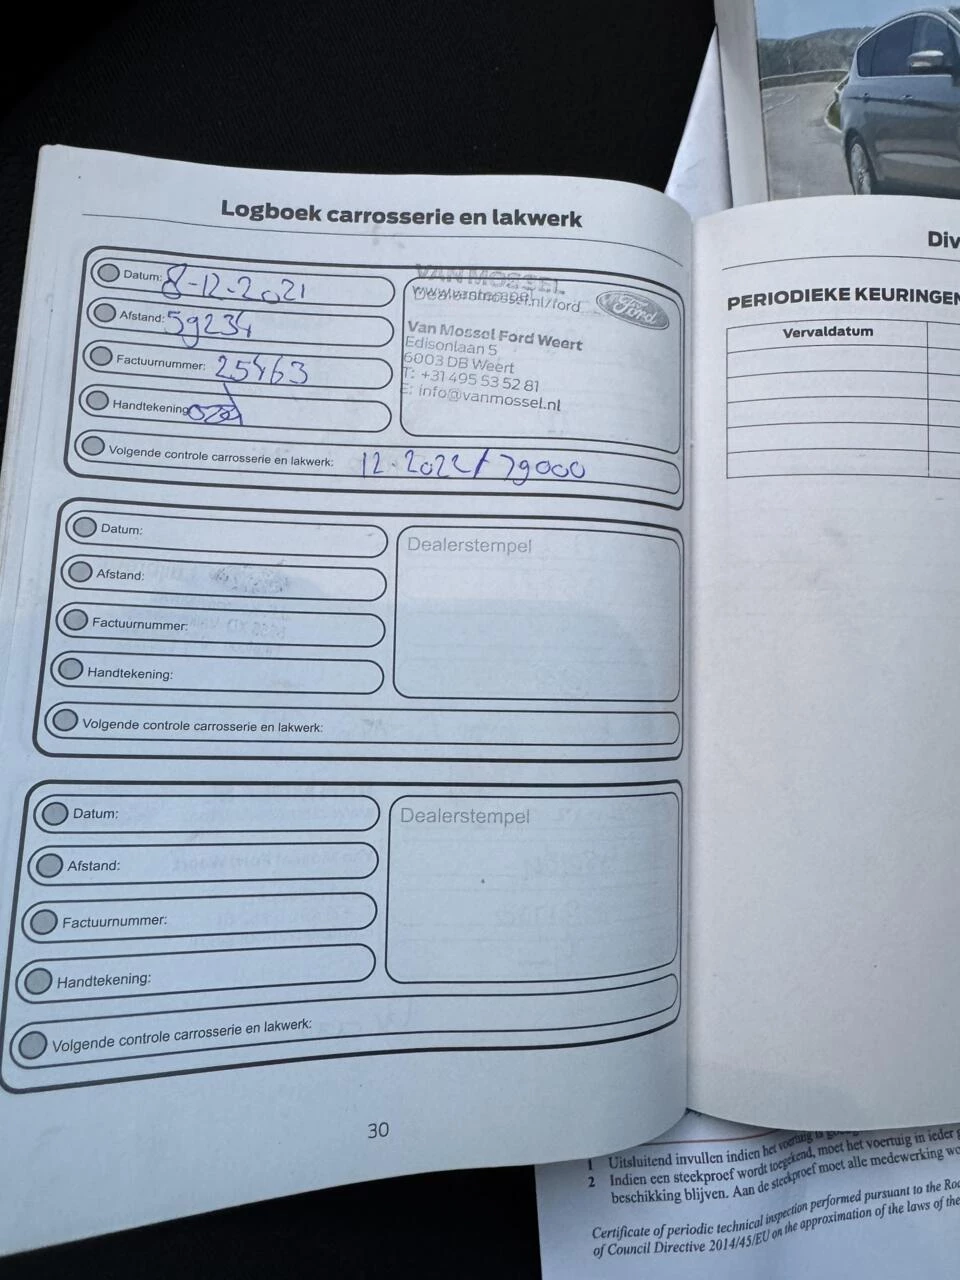 Logboek carrosserie en lakwerk
Datum: 8-12-2021
Afstand: 59234
Factuurnummer: 25463
Handtekening
Volgende controle carrosserie en lakwerk: 12-2022/79000
VAN MOSSEL
Dealerstempel
www.vanmossel.nl/ford
Ford
Van Mossel Ford Weert
Edisonlaan 5
6003 DB Weert
T: +31 495 53 52 81
E: info@vanmossel.nl
Datum:
Afstand:
Factuurnummer:
Handtekening:
Volgende controle carrosserie en lakwerk:
Dealerstempel
Datum:
Afstand:
Factuurnummer:
Handtekening:
Volgende controle carrosserie en lakwerk:
Dealerstempel
30
Div
PERIODIEKE KEURINGEN
Vervaldatum
1 Uitsluitend invullen indien het voertuig is
2 Indien een steekproef wordt toegekend, moet het voertuig in ieder
beschikking blijven. Aan de steekproef moet alle medewerking
Certificate of periodic technical inspection performed pursuant to the
of Council Directive 2014/45/EU on the approximation of the laws of the